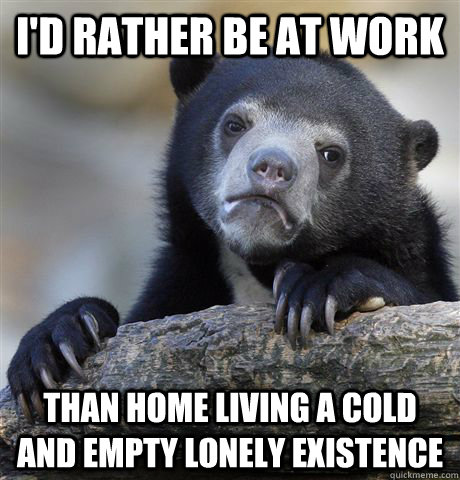 I'D RATHER BE AT WORK
THAN HOME LIVING A COLD
AND EMPTY LONELY EXISTENCE
quickmeme.com